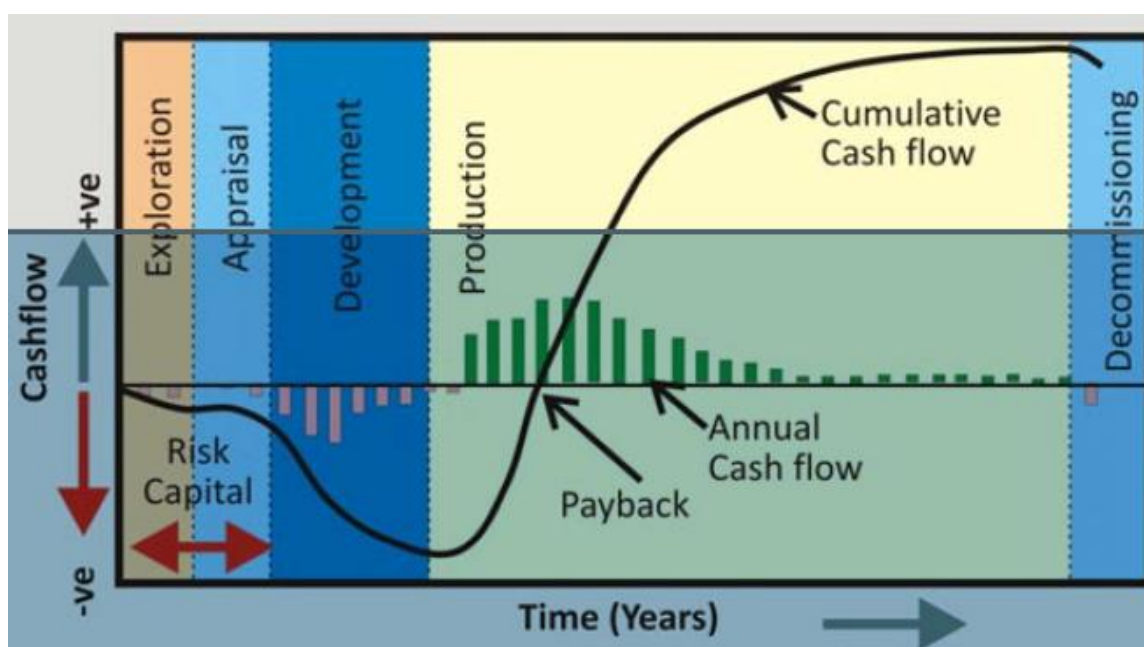 Exploration
Appraisal
Development
Production
Decommissioning
Cumulative
Cash flow
+ve
Cashflow
-ve
Risk
Capital
Annual
Cash flow
Payback
Time (Years)